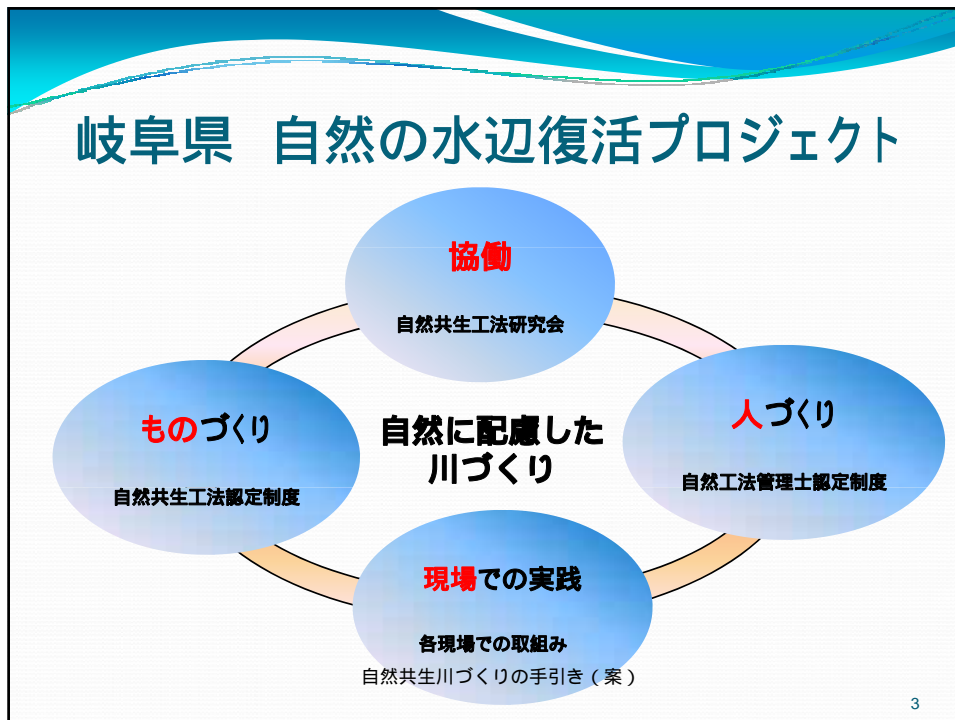 岐阜県 自然の水辺復活プロジェクト
協働
自然共生工法研究会
ものづくり
自然共生工法認定制度
自然に配慮した
川づくり
人づくり
自然工法管理士認定制度
現場での実践
各現場での取組み
自然共生川づくりの手引き（案）
3